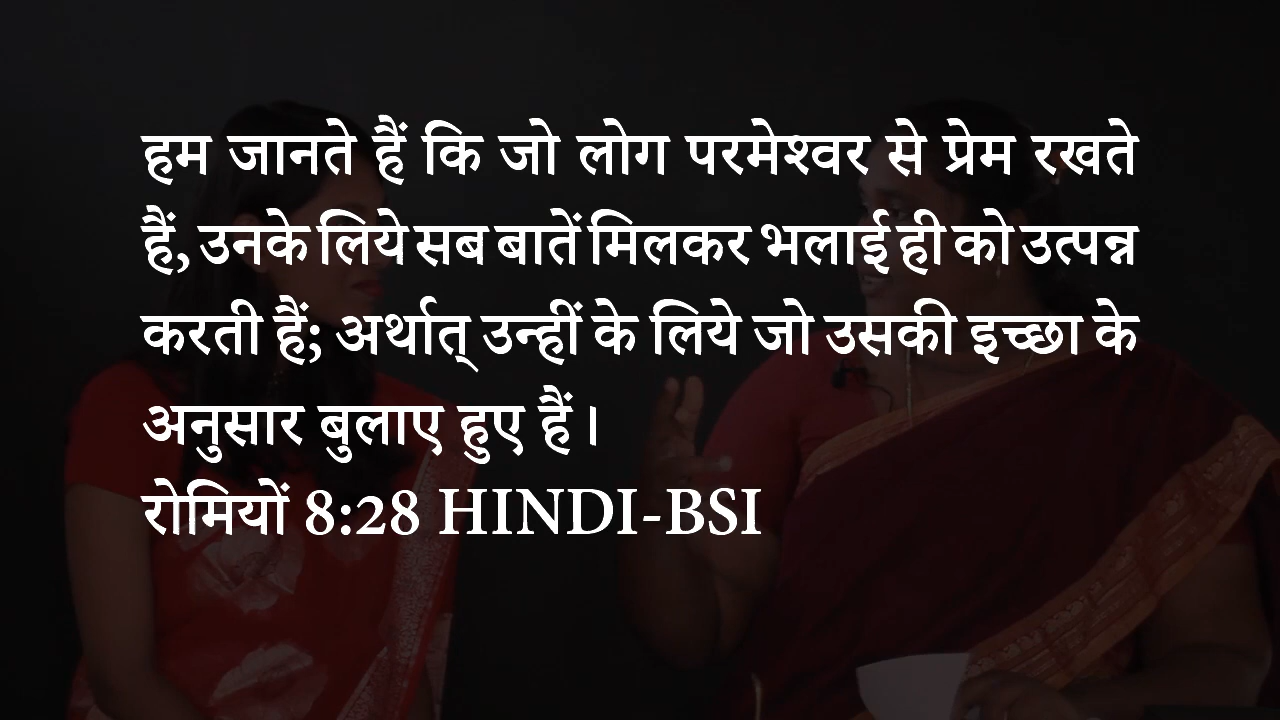 हम जानते हैं कि जो लोग परमेश्वर से प्रेम रखते
हैं, उनके लिये सब बातें मिलकर भलाई ही को उत्पन्न
करती हैं; अर्थात् उन्हीं के लिये जो उसकी इच्छा के
अनुसार बुलाए हुए हैं।
रोमियों 8:28 HINDI-BSI